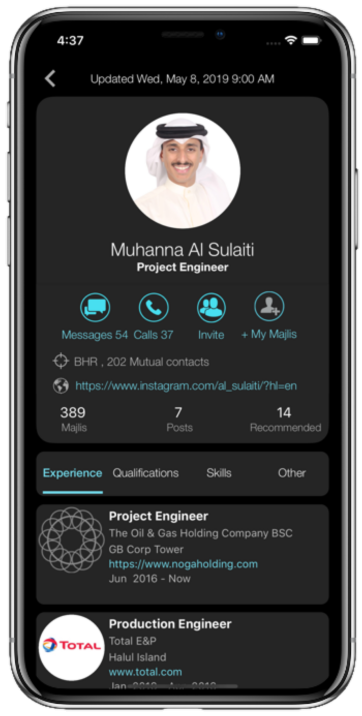 4:37
Updated Wed, May 8, 2019 9:00 AM
Muhanna Al Sulaiti
Project Engineer
Messages 54 Calls 37 Invite + My Majlis
BHR , 202 Mutual contacts
https://www.instagram.com/al_sulaiti/?hl=en
389 7 14
Majlis Posts Recommended
Experience Qualifications Skills Other
Project Engineer
The Oil & Gas Holding Company BSC
GB Corp Tower
https://www.nogaholding.com
Jun 2016 - Now
Production Engineer
TOTAL
Total E&P
Halul Island
www.total.com